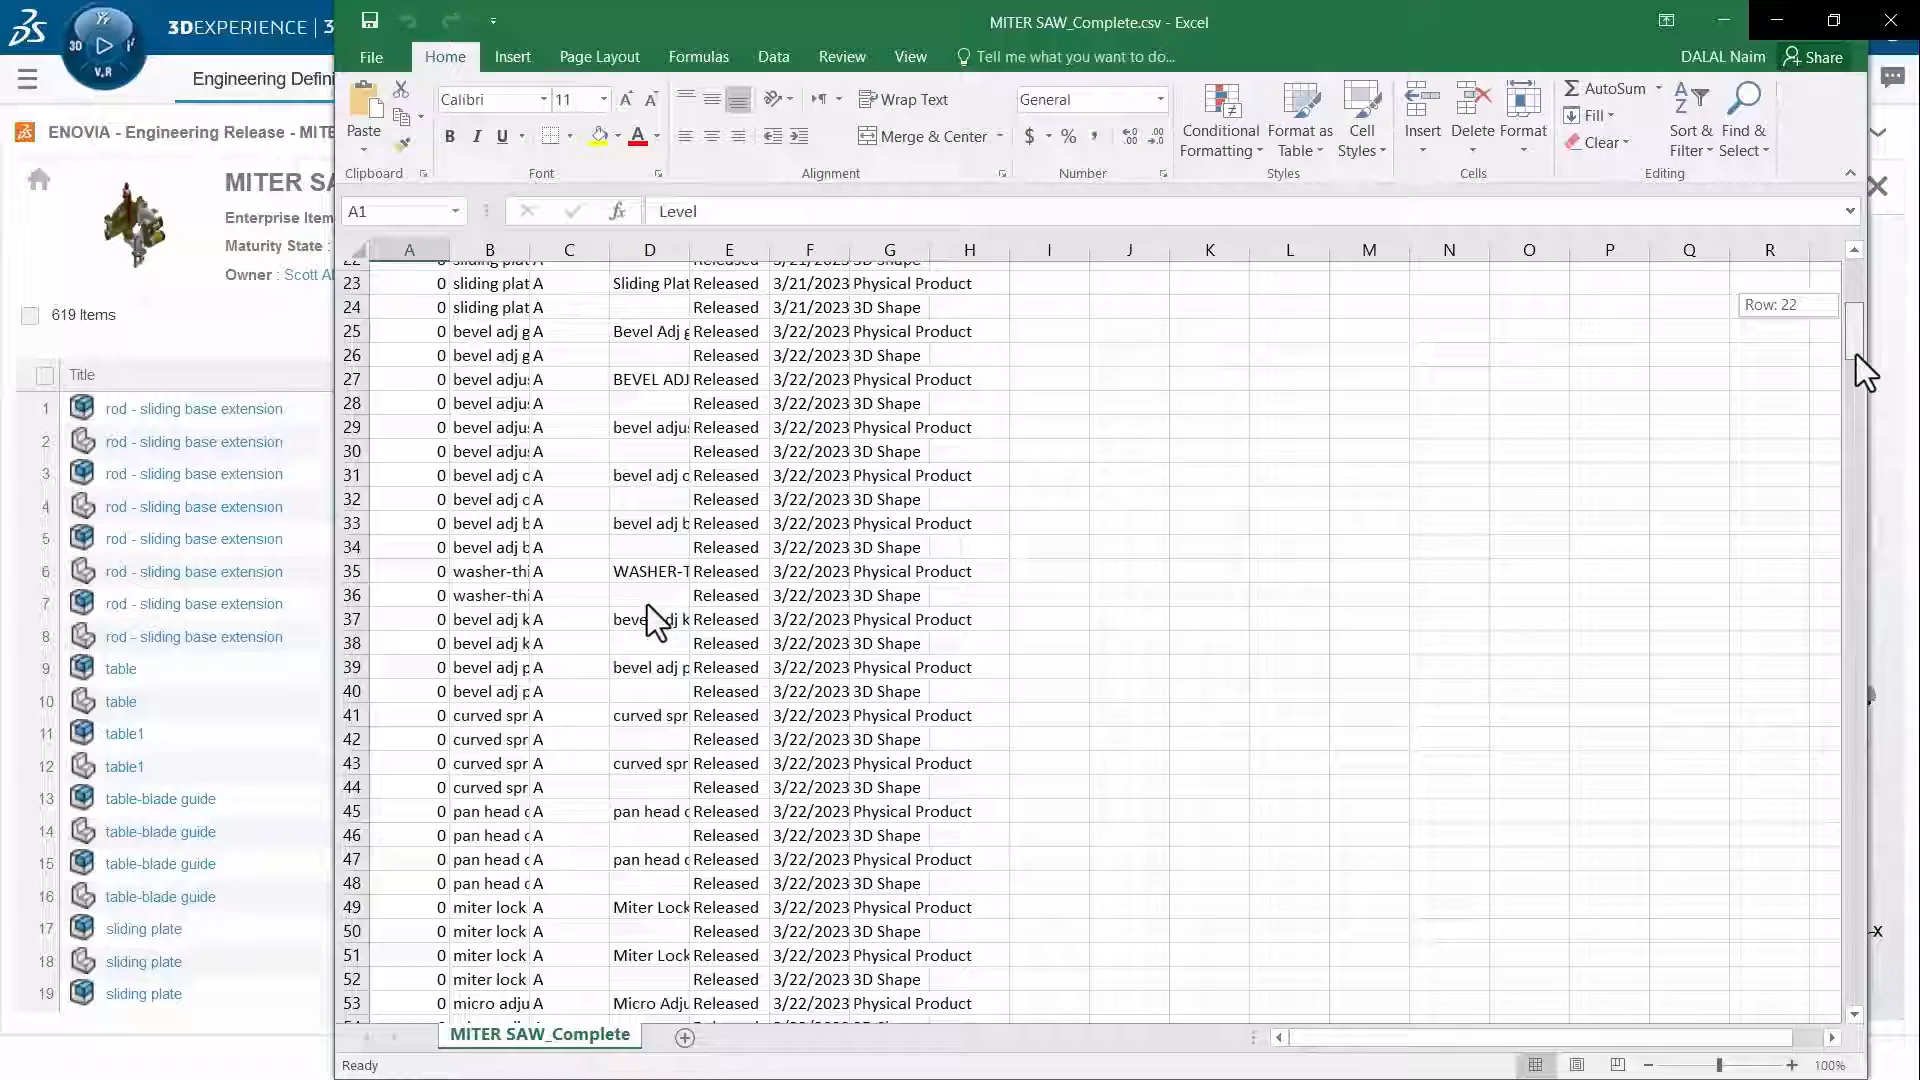 3DEXPERIENCE | 3
3D
V.R
Engineering Defini
ENOVIA - Engineering Release - MITE
MITER SA
Enterprise Item
Maturity State :
Owner : Scott Al
619 Items
Title
1 rod - sliding base extension
2 rod - sliding base extension
3 rod - sliding base extension
4 rod - sliding base extension
5 rod - sliding base extension
6 rod - sliding base extension
7 rod - sliding base extension
8 rod - sliding base extension
9 table
10 table
11 table1
12 table1
13 table-blade guide
14 table-blade guide
15 table-blade guide
16 table-blade guide
17 sliding plate
18 sliding plate
19 sliding plate
MITER SAW_Complete.csv - Excel
File Home Insert Page Layout Formulas Data Review View Tell me what you want to do... DALAL Naim Share
Calibri 11 Wrap Text General AutoSum
Paste Fill
B I U Merge & Center $ % Conditional Formatting Format as Table Cell Styles Insert Delete Format Clear Sort & Filter Find & Select
Clipboard Font Alignment Number Styles Cells Editing
A1 fx Level
A B C D E F G H I J K L M N O P Q R
23 0 sliding plat A Sliding Plat Released 3/21/2023 Physical Product
24 0 sliding plat A Released 3/21/2023 3D Shape
25 0 bevel adj g A Bevel Adj g Released 3/22/2023 Physical Product
26 0 bevel adj g A Released 3/22/2023 3D Shape
27 0 bevel adju A BEVEL ADJ Released 3/22/2023 Physical Product
28 0 bevel adju A Released 3/22/2023 3D Shape
29 0 bevel adju A bevel adju Released 3/22/2023 Physical Product
30 0 bevel adju A Released 3/22/2023 3D Shape
31 0 bevel adj c A bevel adj c Released 3/22/2023 Physical Product
32 0 bevel adj c A Released 3/22/2023 3D Shape
33 0 bevel adj b A bevel adj b Released 3/22/2023 Physical Product
34 0 bevel adj b A Released 3/22/2023 3D Shape
35 0 washer-thi A WASHER-T Released 3/22/2023 Physical Product
36 0 washer-thi A Released 3/22/2023 3D Shape
37 0 bevel adj k A beve dj k Released 3/22/2023 Physical Product
38 0 bevel adj k A Released 3/22/2023 3D Shape
39 0 bevel adj p A bevel adj p Released 3/22/2023 Physical Product
40 0 bevel adj p A Released 3/22/2023 3D Shape
41 0 curved spr A curved spr Released 3/22/2023 Physical Product
42 0 curved spr A Released 3/22/2023 3D Shape
43 0 curved spr A curved spr Released 3/22/2023 Physical Product
44 0 curved spr A Released 3/22/2023 3D Shape
45 0 pan head c A pan head c Released 3/22/2023 Physical Product
46 0 pan head c A Released 3/22/2023 3D Shape
47 0 pan head c A pan head c Released 3/22/2023 Physical Product
48 0 pan head c A Released 3/22/2023 3D Shape
49 0 miter lock A Miter Lock Released 3/22/2023 Physical Product
50 0 miter lock A Released 3/22/2023 3D Shape
51 0 miter lock A Miter Lock Released 3/22/2023 Physical Product
52 0 miter lock A Released 3/22/2023 3D Shape
53 0 micro adju A Micro Adju Released 3/22/2023 Physical Product
Row: 22
x
MITER SAW_Complete
Ready
100%